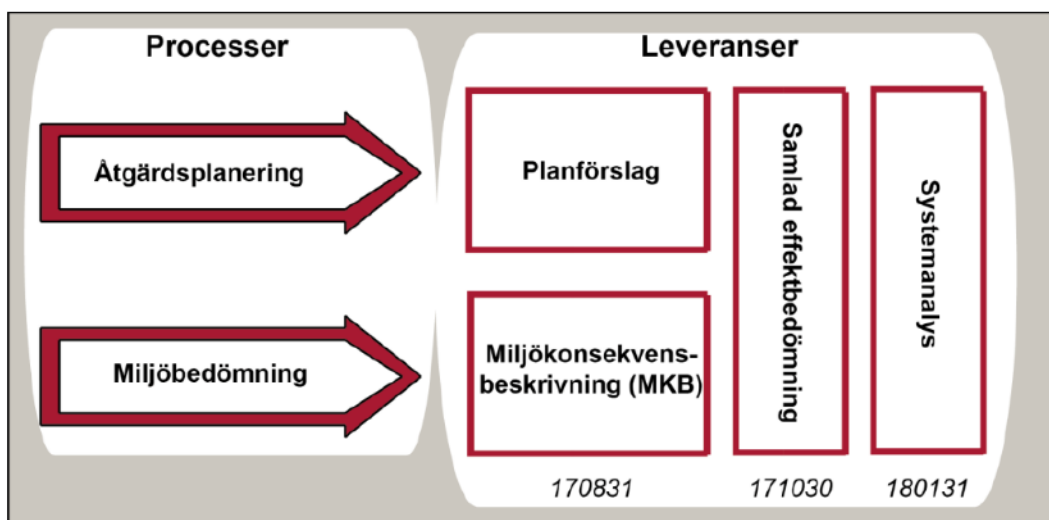 Processer
Leveranser
Åtgärdsplanering
Planförslag
Samlad effektbedömning
Systemanalys
Miljöbedömning
Miljökonsekvens-
beskrivning (MKB)
170831
171030
180131